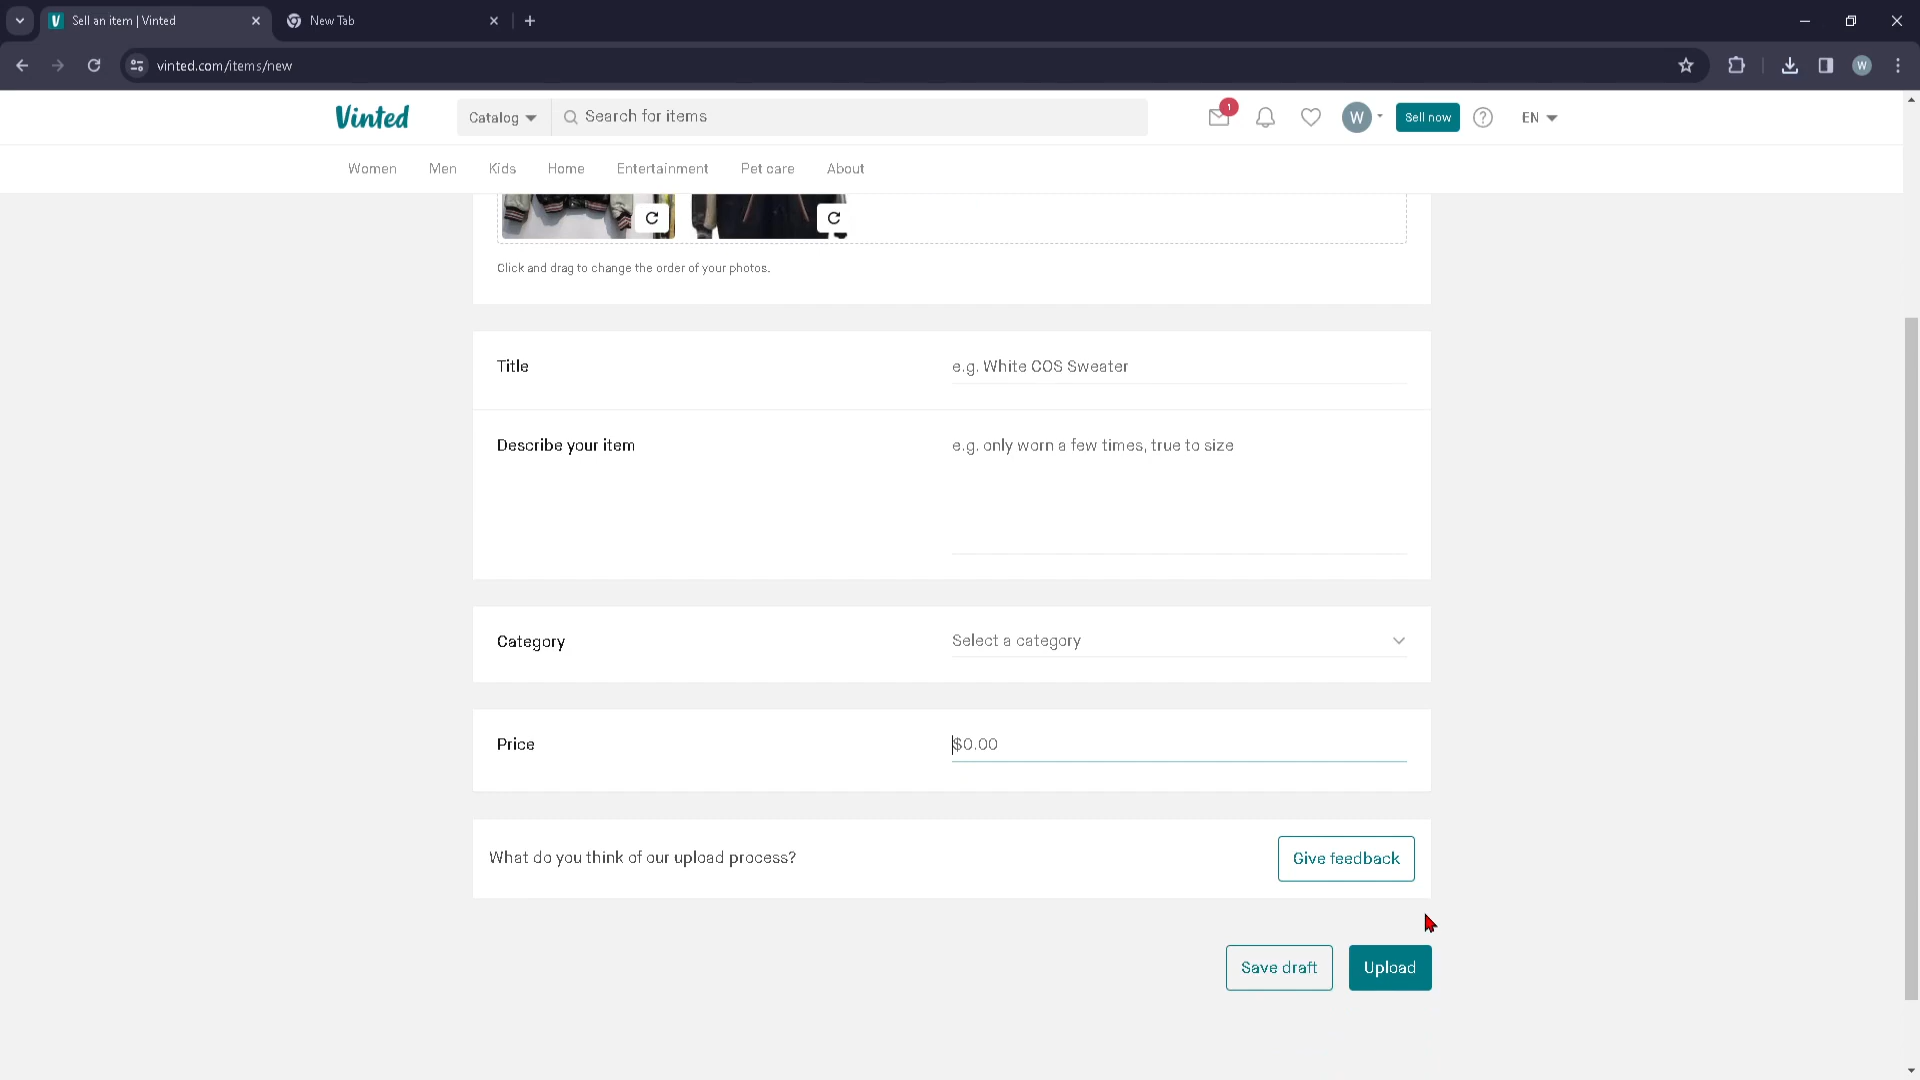 Sell an item | Vinted
New Tab
vinted.com/items/new
W
Vinted
Catalog
Search for items
1
W
Sell now
?
EN
Women
Men
Kids
Home
Entertainment
Pet care
About
Click and drag to change the order of your photos.
Title
e.g. White COS Sweater
Describe your item
e.g. only worn a few times, true to size
Category
Select a category
Price
$0.00
What do you think of our upload process?
Give feedback
Save draft
Upload